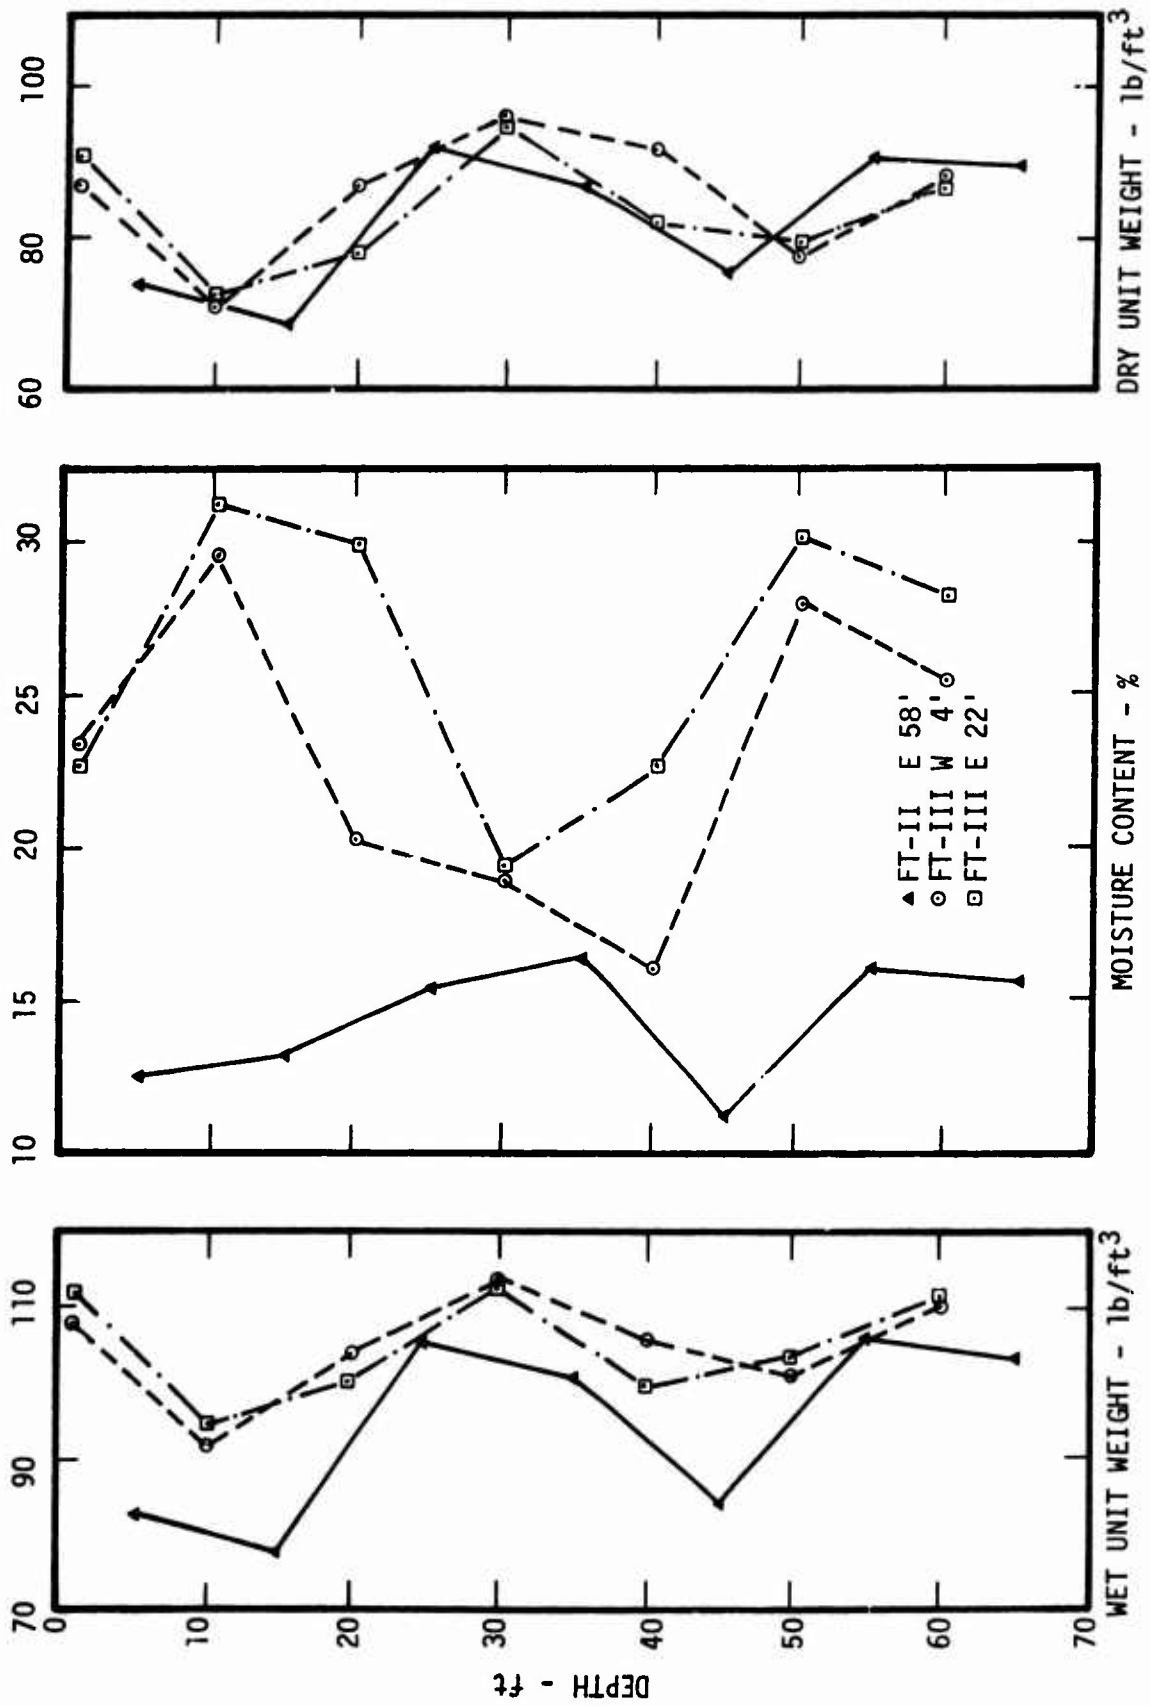 DEPTH - ft
0
10
20
30
40
50
60
70
70
90
110
WET UNIT WEIGHT - lb/ft³
10
15
20
25
30
MOISTURE CONTENT - %
FT-II E 58'
FT-III W 4'
FT-III E 22'
60
80
100
DRY UNIT WEIGHT - lb/ft³